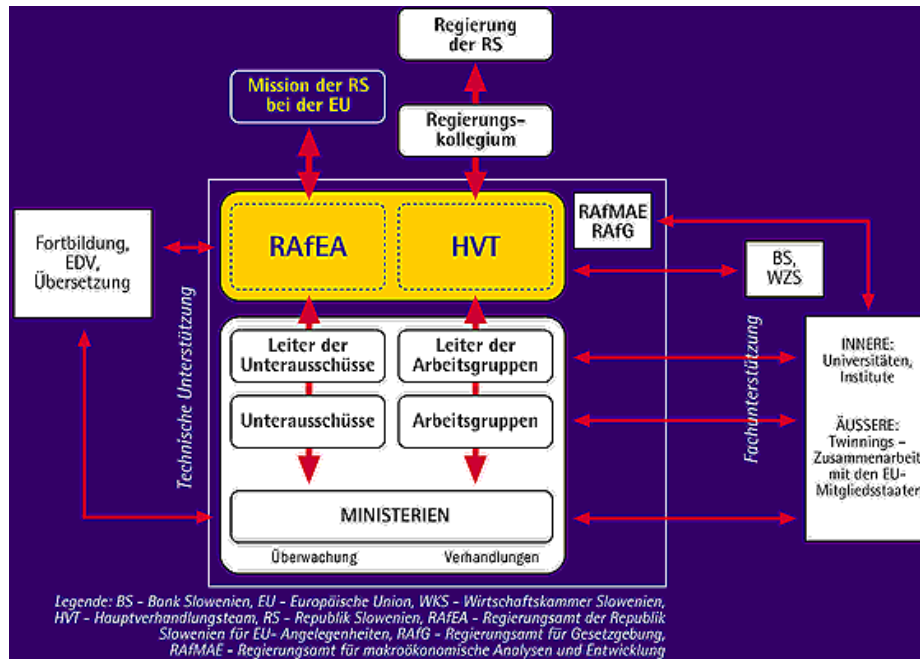 Regierung
der RS
Mission der RS
bei der EU
Regierungs-
kollegium
RAfEA
HVT
RAfMAE
RAfG
Fortbildung,
EDV,
Übersetzung
BS,
WZS
Technische Unterstützung
Fachunterstützung
Leiter der
Unterausschüsse
Leiter der
Arbeitsgruppen
INNERE:
Universitäten,
Institute
Unterausschüsse
Arbeitsgruppen
ÄUSSERE:
Twinnings –
Zusammenarbeit
mit den EU-
Mitgliedsstaaten
MINISTERIEN
Überwachung
Verhandlungen
Legende: BS – Bank Slowenien, EU – Europäische Union, WKS – Wirtschaftskammer Slowenien,
HVT – Hauptverhandlungsteam, RS – Republik Slowenien, RAfEA – Regierungsamt der Republik
Slowenien für EU- Angelegenheiten, RAfG – Regierungsamt für Gesetzgebung,
RAfMAE – Regierungsamt für makroökonomische Analysen und Entwicklung